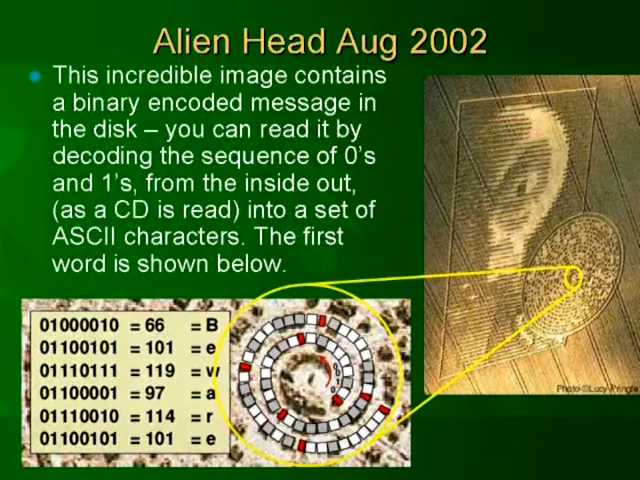 Alien Head Aug 2002
This incredible image contains
a binary encoded message in
the disk – you can read it by
decoding the sequence of 0's
and 1's, from the inside out,
(as a CD is read) into a set of
ASCII characters. The first
word is shown below.
01000010 = 66 = B
01100101 = 101 = e
01110111 = 119 = w
01100001 = 97 = a
01110010 = 114 = r
01100101 = 101 = e
Photo ©Lucy Pringle